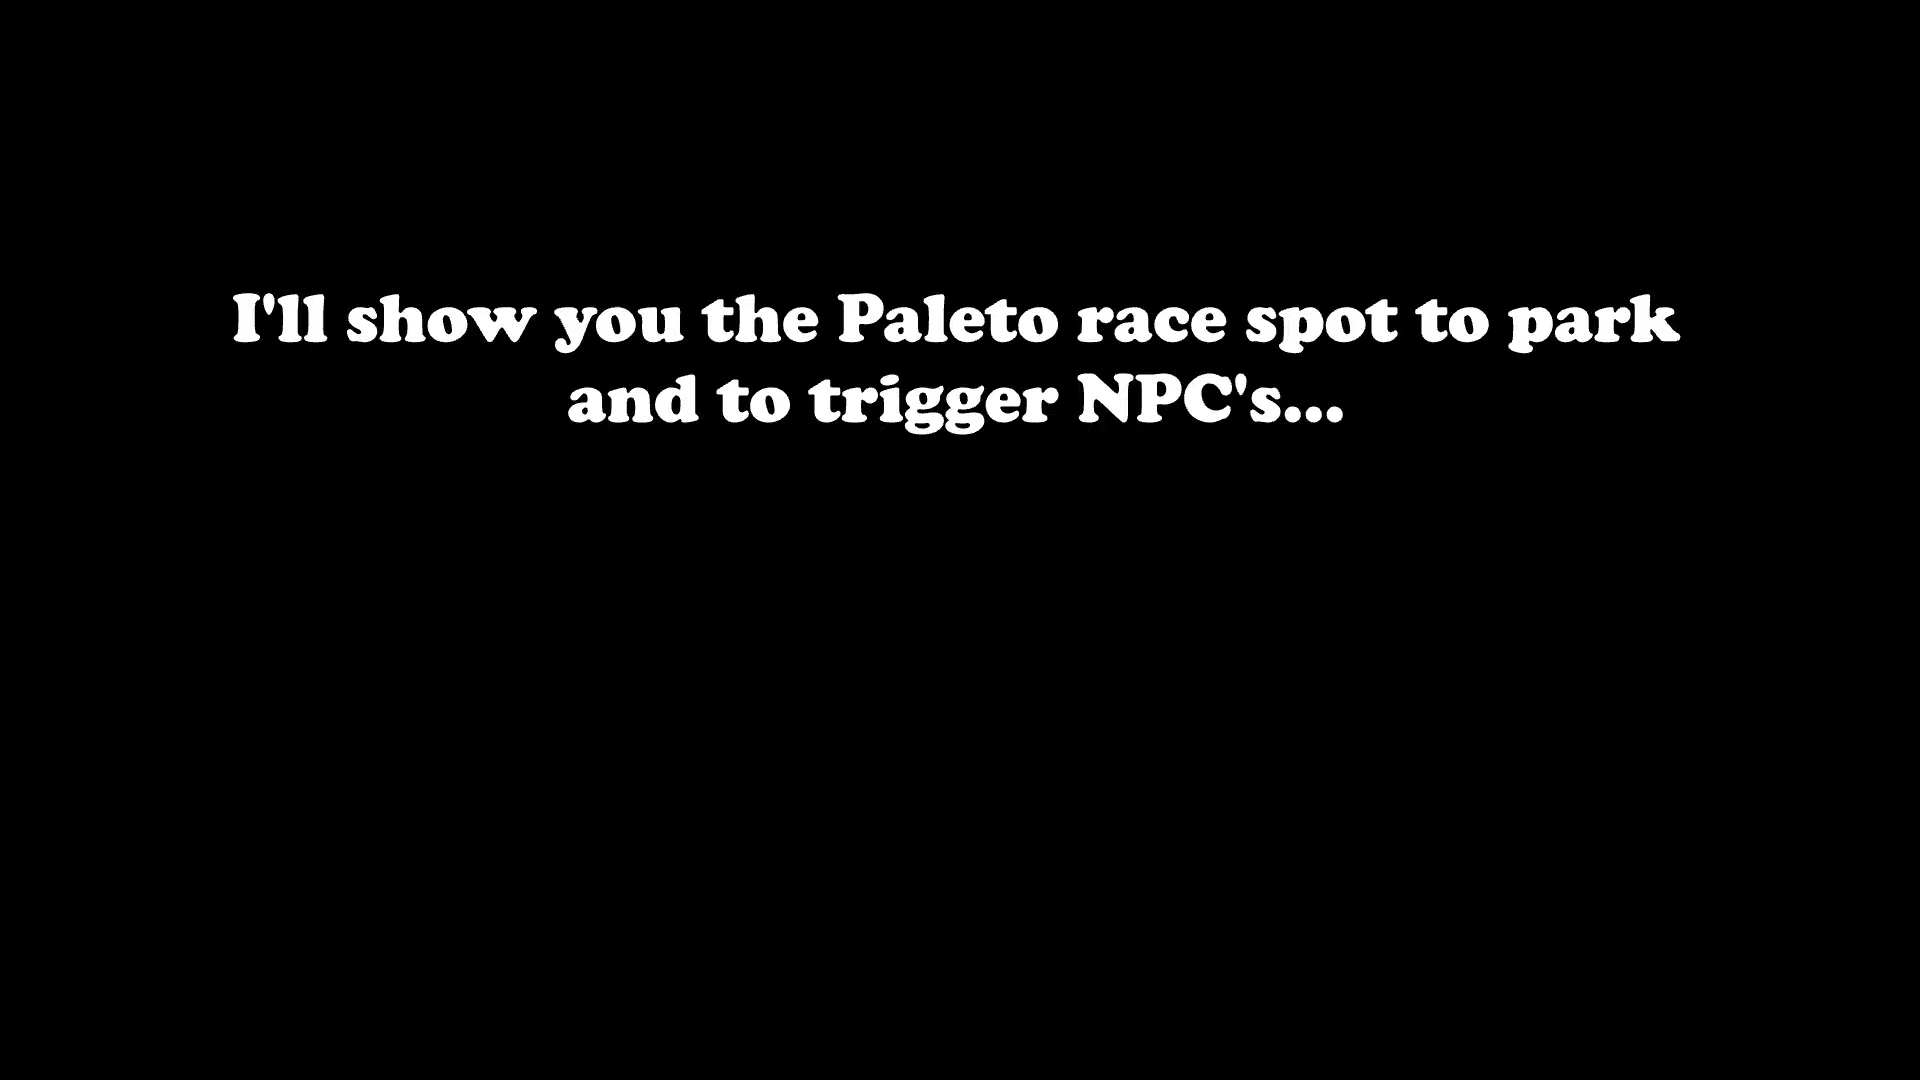 I'll show you the Paleto race spot to park
and to trigger NPC's...